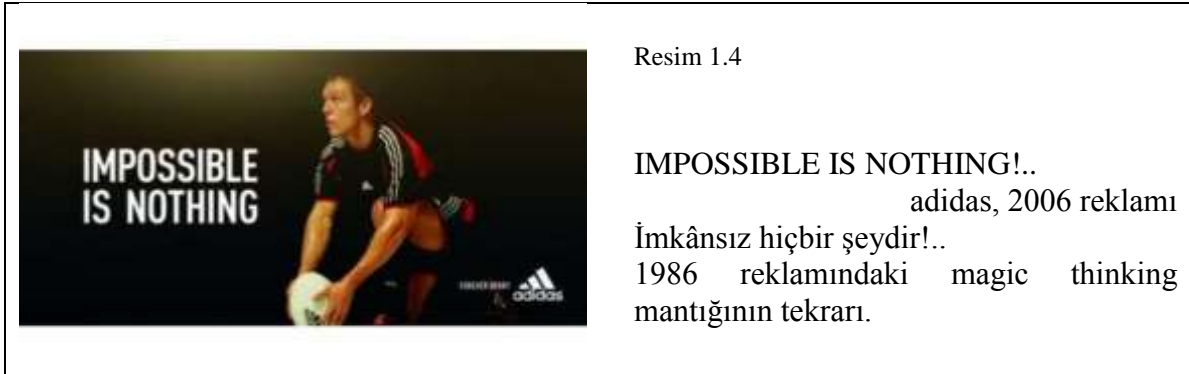 IMPOSSIBLE
IS NOTHING
adidas
Resim 1.4
IMPOSSIBLE IS NOTHING!..
adidas, 2006 reklamı
İmkânsız hiçbir şeydir!..
1986 reklamındaki magic thinking
mantığının tekrarı.